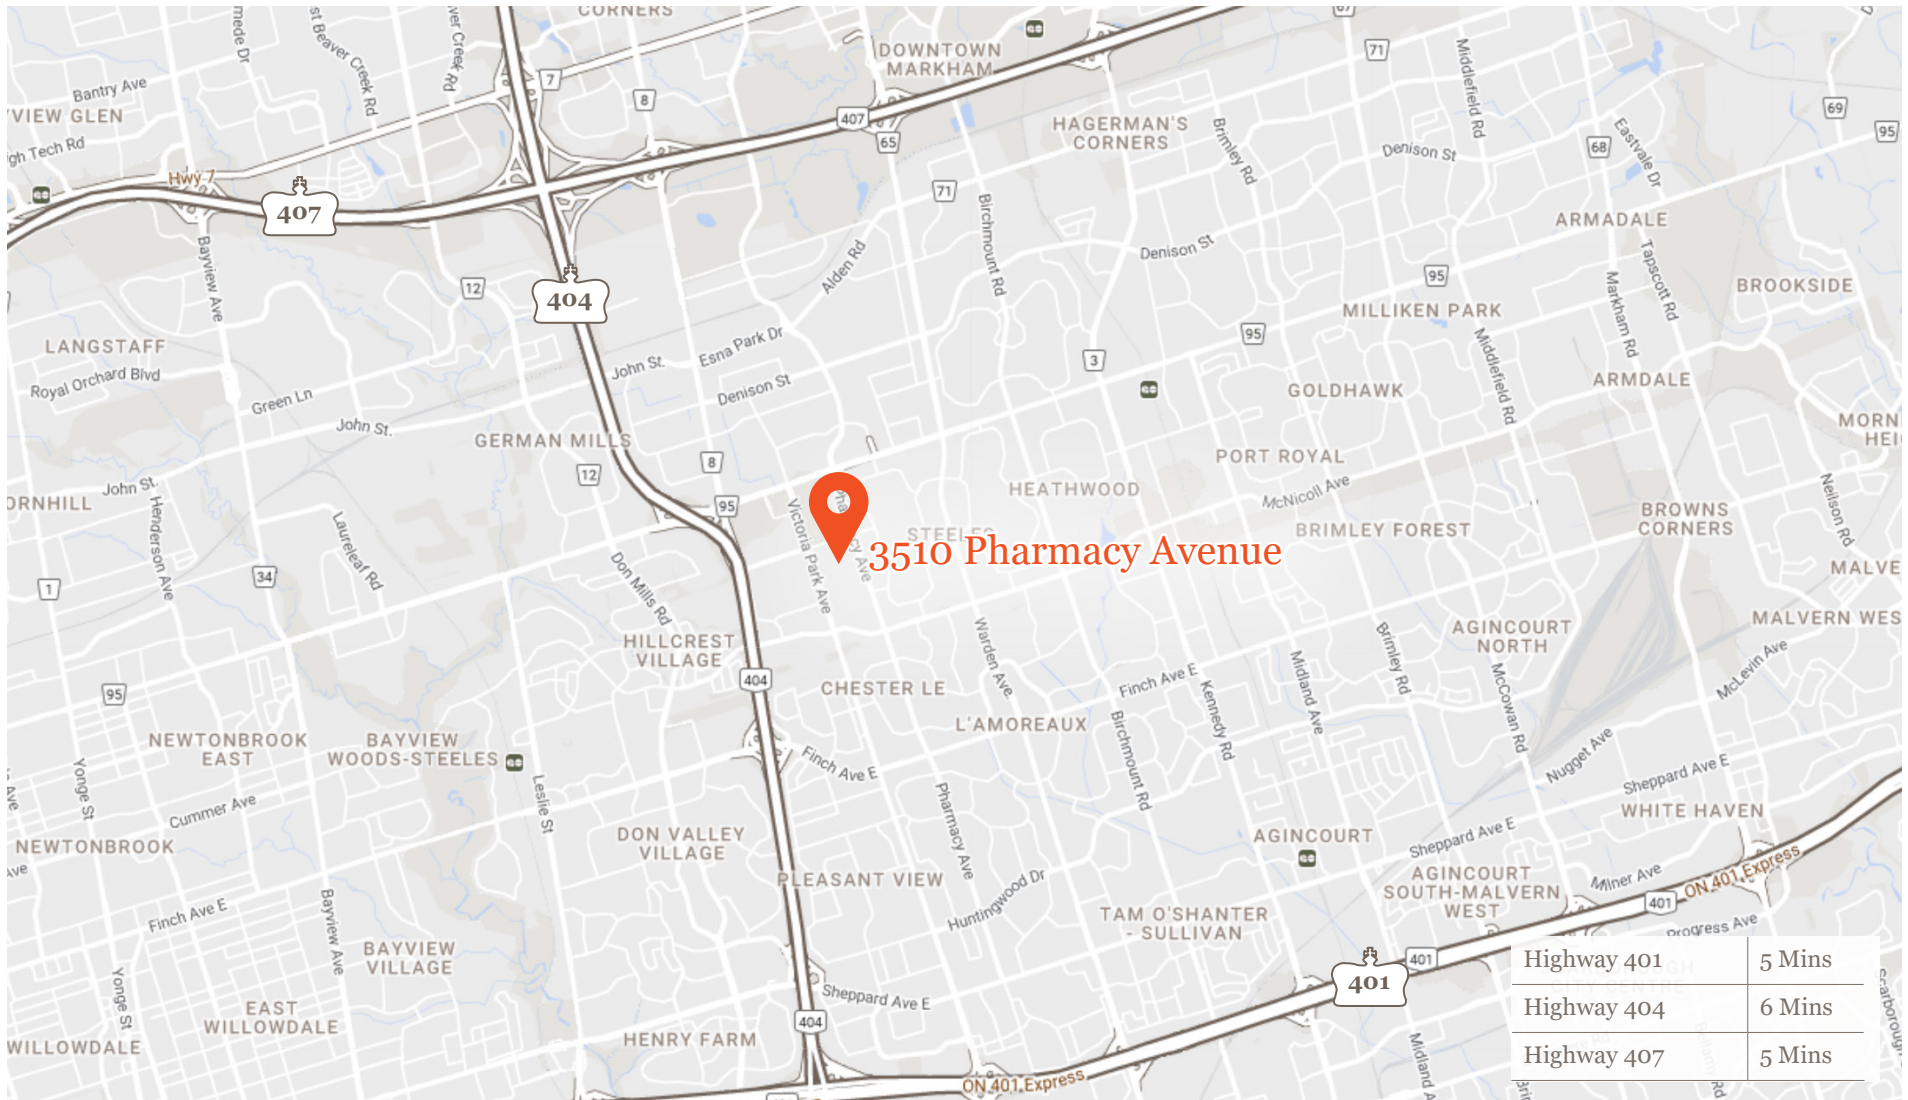 CORNERS
DOWNTOWN
MARKHAM
71
Middlefield Rd
69
95
Bantry Ave
7
8
407
65
HAGERMAN'S
CORNERS
Brimley Rd
Denison St
68
Eastvale Dr
Hwy 7
407
71
Birchmount Rd
ARMADALE
Bayview Ave
Alden Rd
Denison St
Tapscott Rd
12
404
95
Markham Rd
BROOKSIDE
MILLIKEN PARK
LANGSTAFF
Royal Orchard Blvd
Green Ln
John St.
Esna Park Dr
Denison St
3
95
Middlefield Rd
GOLDHAWK
ARMDALE
John St.
GERMAN MILLS
12
8
95
PORT ROYAL
McNicoll Ave
HEATHWOOD
BRIMLEY FOREST
BROWNS
CORNERS
Neilson Rd
John St.
Henderson Ave
Laureleaf Rd
Victoria Park Ave
3510 Pharmacy Avenue
1
34
Don Mills Rd
HILLCREST
VILLAGE
Warden Ave
AGINCOURT
NORTH
McLevin Ave
95
404
CHESTER LE
Finch Ave E
Kennedy Rd
Midland Ave
Brimley Rd
McCowan Rd
L'AMOREAUX
Birchmount Rd
NEWTONBROOK
EAST
BAYVIEW
WOODS-STEELES
Finch Ave E
Nugget Ave
Sheppard Ave E
Yonge St
Cummer Ave
Leslie St
Pharmacy Ave
WHITE HAVEN
NEWTONBROOK
DON VALLEY
VILLAGE
AGINCOURT
Sheppard Ave E
PLEASANT VIEW
Huntingwood Dr
AGINCOURT
SOUTH-MALVERN
WEST
Milner Ave
ON 401 Express
401
Finch Ave E
Bayview Ave
BAYVIEW
VILLAGE
TAM O'SHANTER
- SULLIVAN
Progress Ave
401
401
Yonge St
EAST
WILLOWDALE
Sheppard Ave E
404
HENRY FARM
WILLOWDALE
ON 401 Express
Highway 401 5 Mins
Highway 404 6 Mins
Highway 407 5 Mins